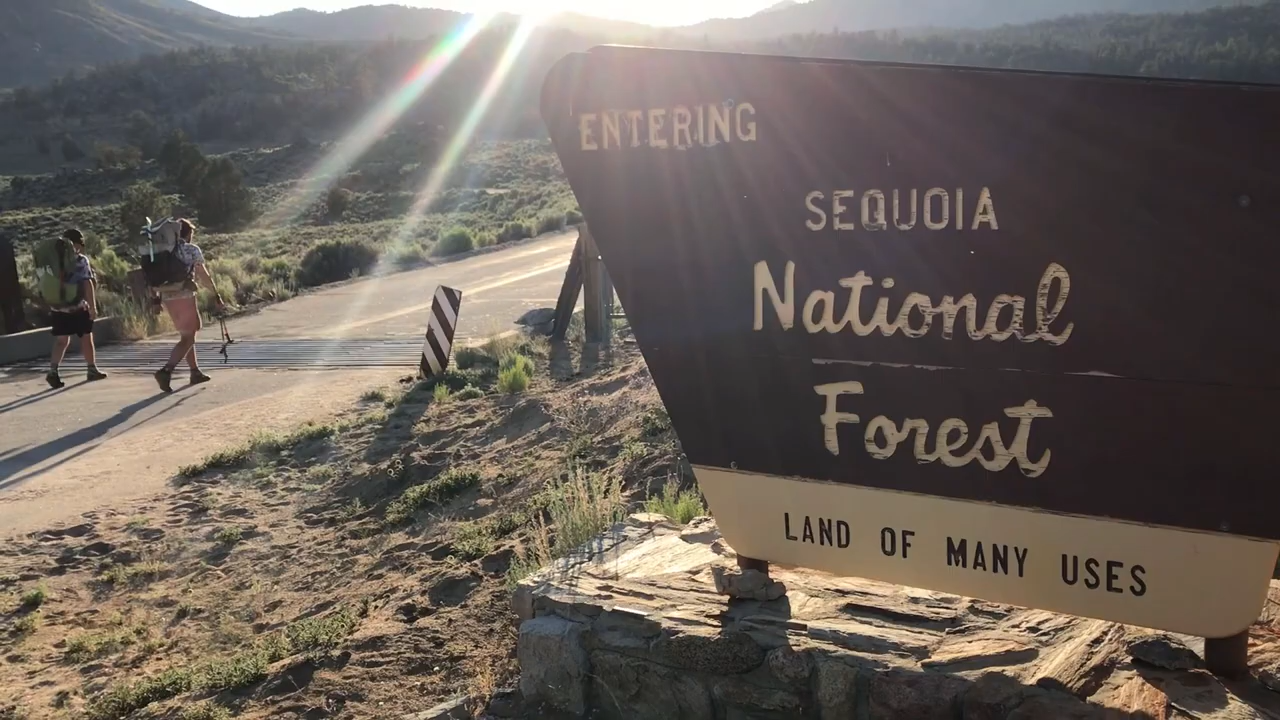 ENTERING
SEQUOIA
National
Forest
LAND OF MANY USES